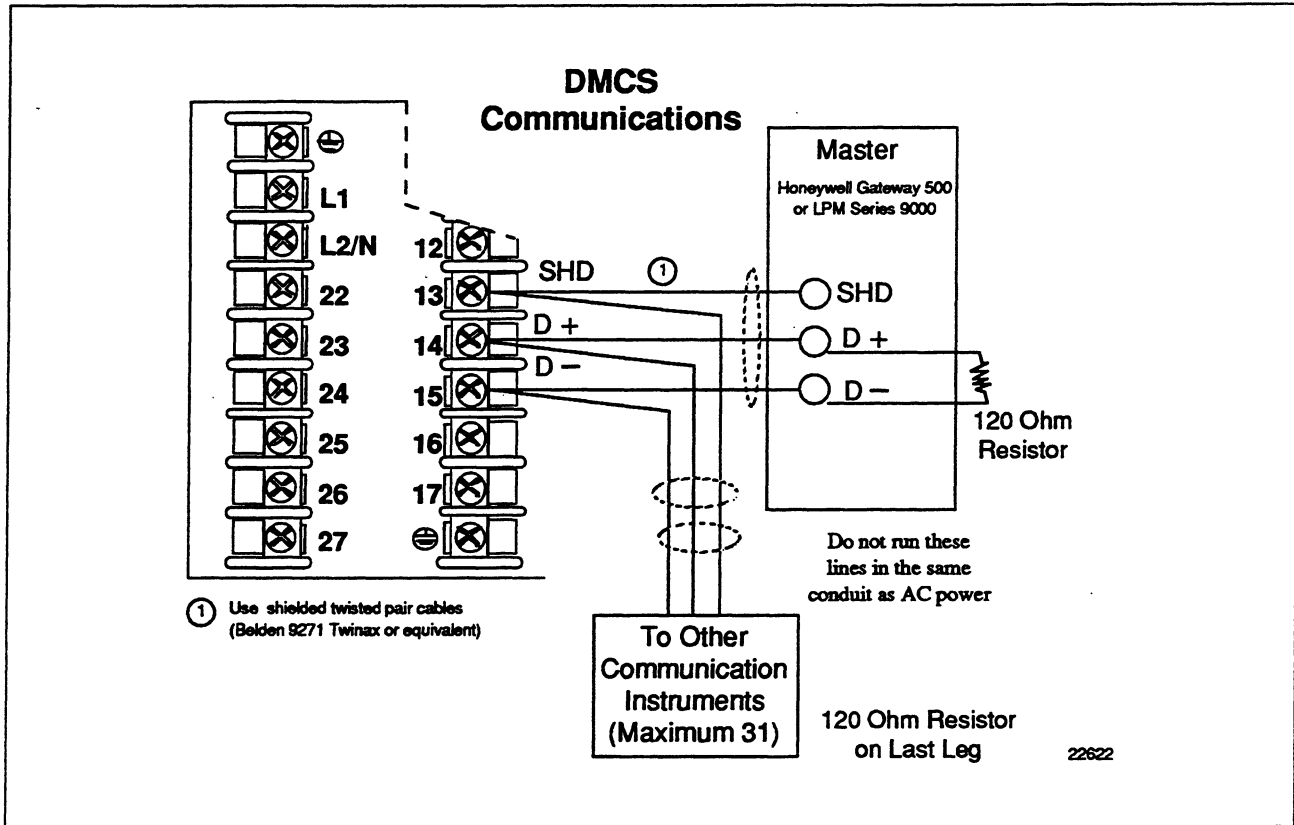 DMCS
Communications
L1
L2/N
22
23
24
25
26
27
12
13
14
15
16
17
SHD
D +
D −
1
Master
Honeywell Gateway 500
or LPM Series 9000
SHD
D +
D −
120 Ohm
Resistor
Do not run these
lines in the same
conduit as AC power
1 Use shielded twisted pair cables
(Belden 9271 Twinax or equivalent)
To Other
Communication
Instruments
(Maximum 31)
120 Ohm Resistor
on Last Leg
22622